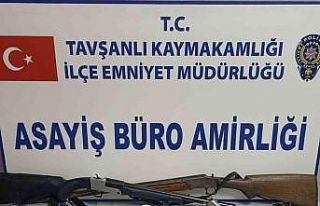 T.C.
TAVŞANLI KAYMAKAMLIĞI
İLÇE EMNİYET MÜDÜRLÜĞÜ
ASAYİŞ BÜRO AMİRLİĞİ